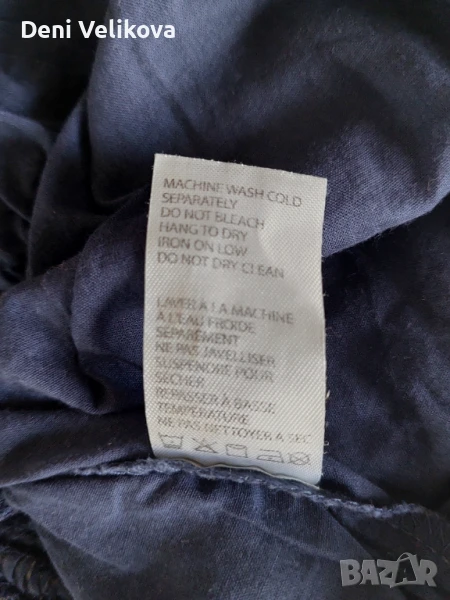 Deni Velikova
MACHINE WASH COLD
SEPARATELY
DO NOT BLEACH
HANG TO DRY
IRON ON LOW
DO NOT DRY CLEAN
LAVER A LA MACHINE
A L'EAU FROIDE
SEPAREMENT
NE PAS JAVELLISER
SUSPENDRE POUR
SECHER
REPASSER A BASSE
TEMPERATURE
NE PAS NETTOYER A SEC
BAZAR